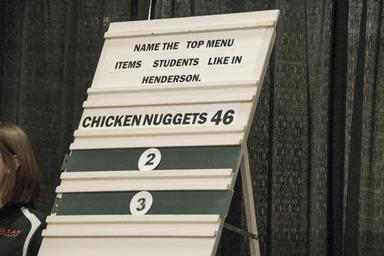 NAME THE TOP MENU
ITEMS STUDENTS LIKE IN
HENDERSON.
CHICKEN NUGGETS 46
2
3